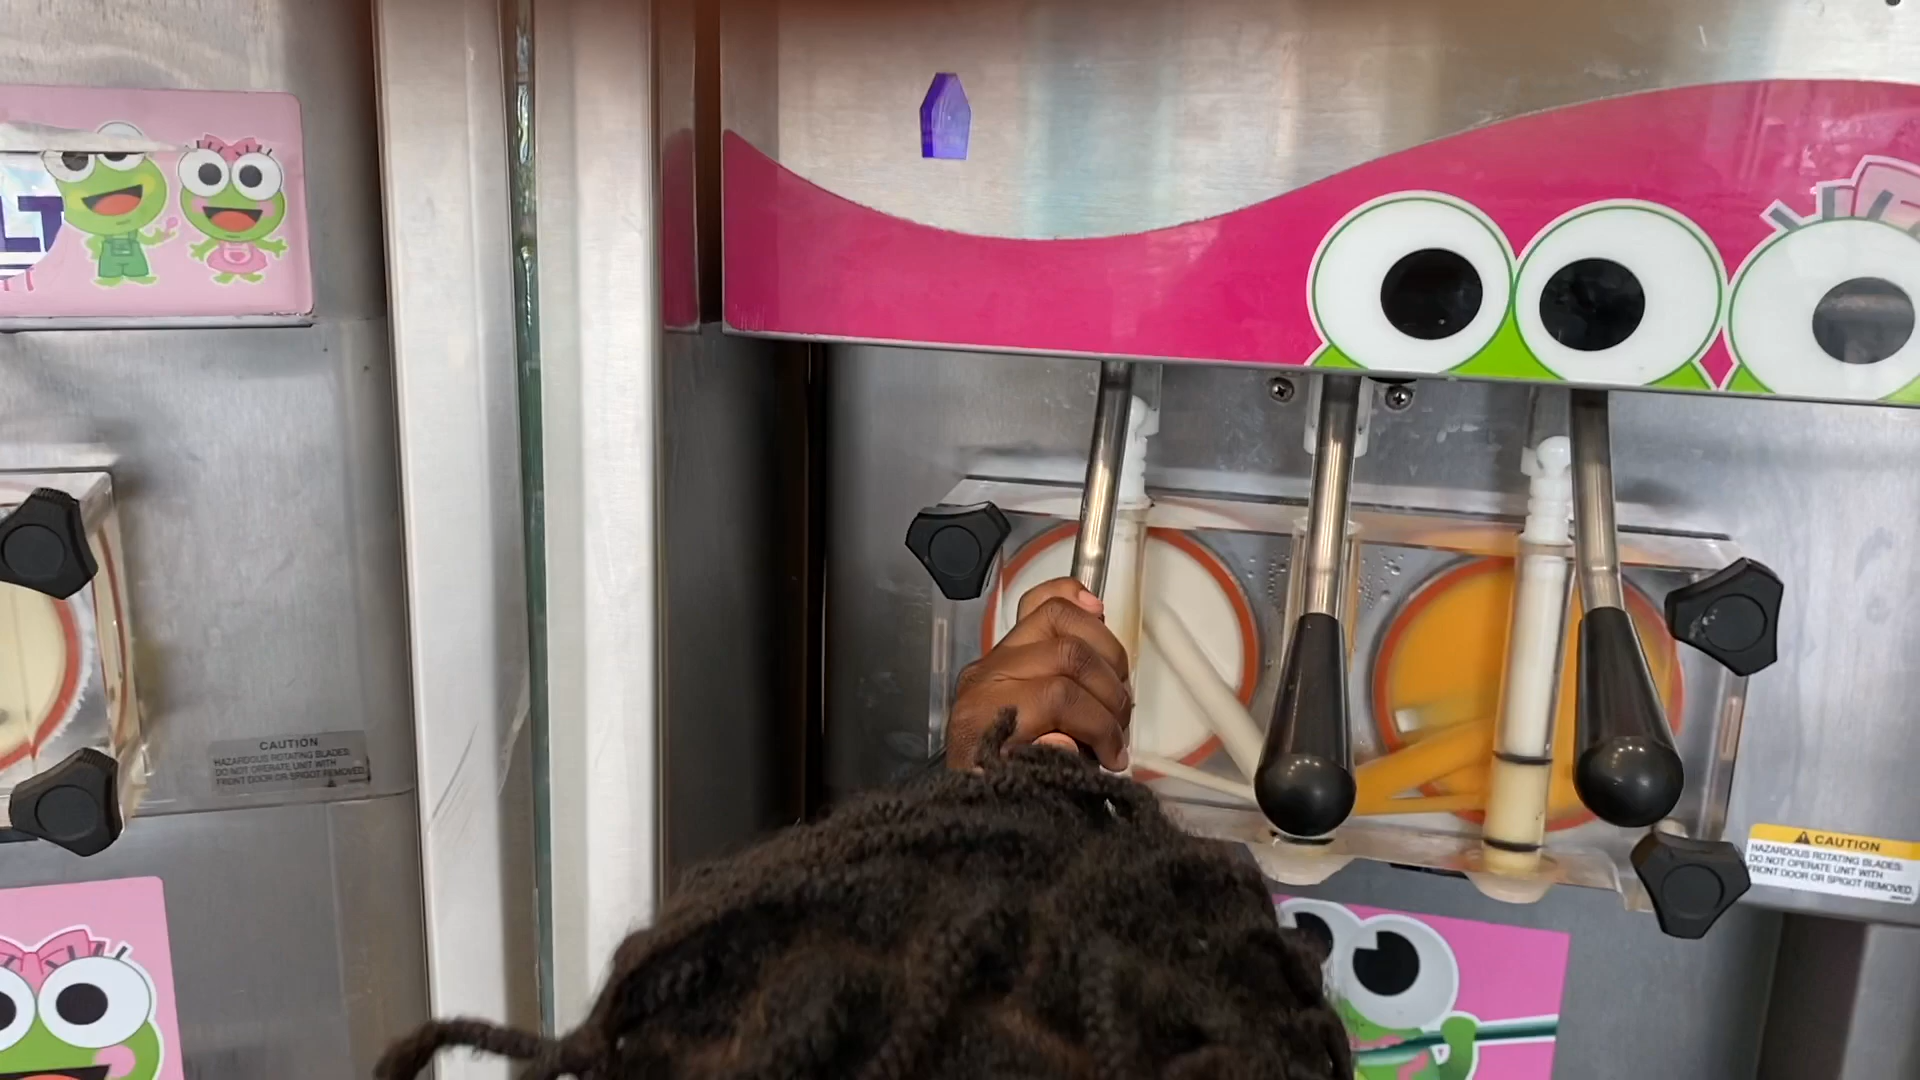 LT
CAUTION
HAZARDOUS ROTATING BLADES:
DO NOT OPERATE UNIT WITH
FRONT DOOR OR SPIGOT REMOVED.
CAUTION
HAZARDOUS ROTATING BLADES:
DO NOT OPERATE UNIT WITH
FRONT DOOR OR SPIGOT REMOVED.